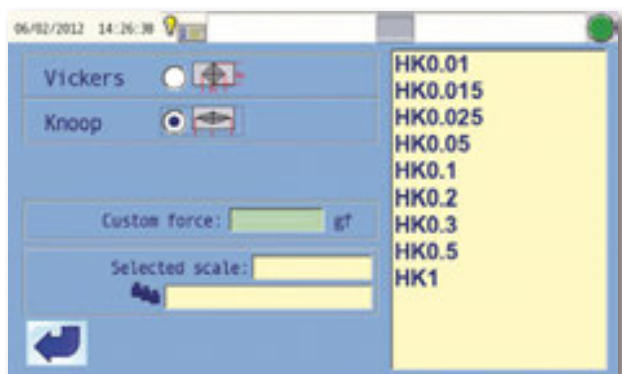 06/02/2012 14:26:38
Vickers
Knoop
Custom force: gf
Selected scale:
HK0.01
HK0.015
HK0.025
HK0.05
HK0.1
HK0.2
HK0.3
HK0.5
HK1